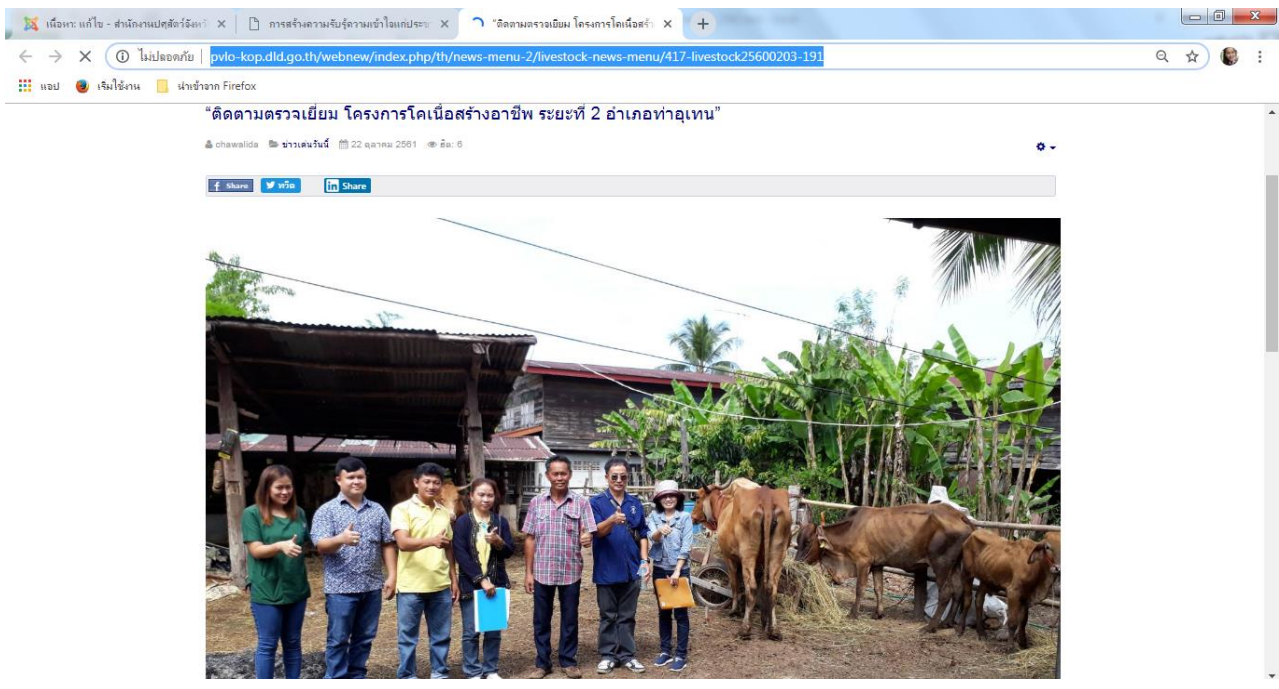 เนื้อหา: แก้ไข - สำนักงานปศุสัตว์จังหวั
การสร้างความรับรู้ความเข้าใจแก่ประชา
"ติดตามตรวจเยี่ยม โครงการโคเนื้อสร้า
ไม่ปลอดภัย | pvlo-kop.dld.go.th/webnew/index.php/th/news-menu-2/livestock-news-menu/417-livestock25600203-191
แอป เริ่มใช้งาน นำเข้าจาก Firefox
"ติดตามตรวจเยี่ยม โครงการโคเนื้อสร้างอาชีพ ระยะที่ 2 อำเภอท่าอุเทน"
chawalida ข่าวเด่นวันนี้ 22 ตุลาคม 2561 ฮิต: 6
f Share ทวีต in Share